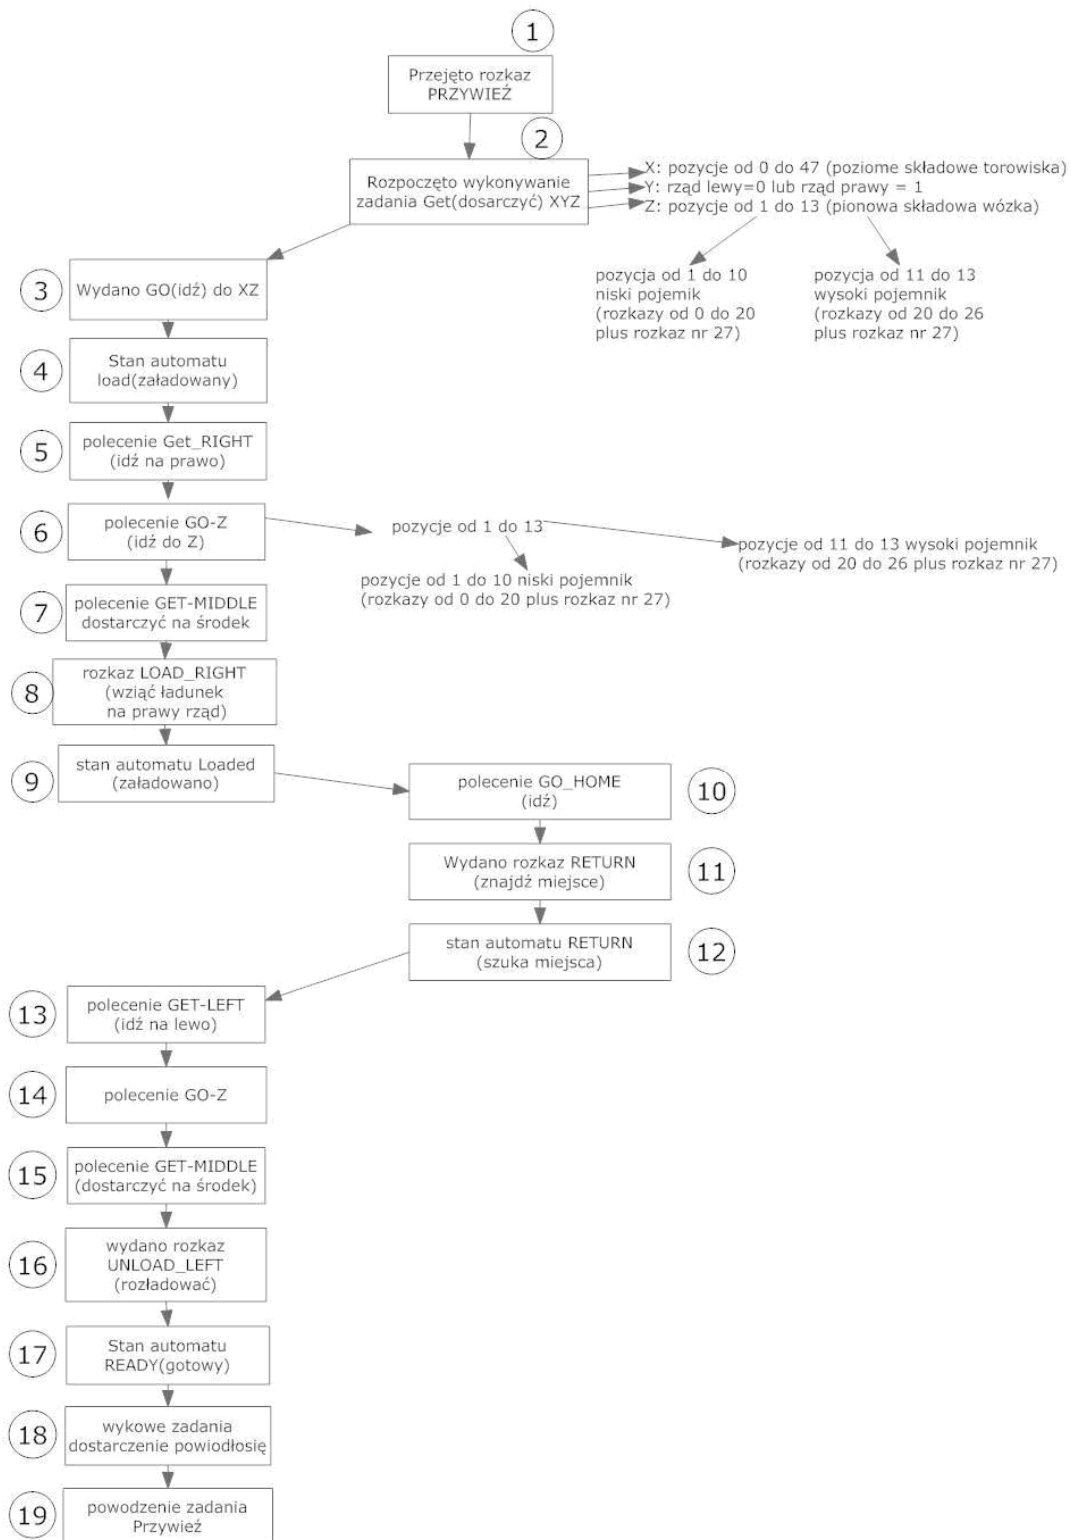 1
Przejęto rozkaz
PRZYWIEŹ
2
Rozpoczęto wykonywanie
zadania Get(dosarczyć) XYZ
X: pozycje od 0 do 47 (poziome składowe torowiska)
Y: rząd lewy=0 lub rząd prawy = 1
Z: pozycje od 1 do 13 (pionowa składowa wózka)
pozycja od 1 do 10
niski pojemik
(rozkazy od 0 do 20
plus rozkaz nr 27)
pozycja od 11 do 13
wysoki pojemnik
(rozkazy od 20 do 26
plus rozkaz nr 27)
3
Wydano GO(idź) do XZ
4
Stan automatu
load(załadowany)
5
polecenie Get_RIGHT
(idź na prawo)
6
polecenie GO-Z
(idź do Z)
pozycje od 1 do 13
pozycje od 11 do 13 wysoki pojemnik
(rozkazy od 20 do 26 plus rozkaz nr 27)
pozycje od 1 do 10 niski pojemnik
(rozkazy od 0 do 20 plus rozkaz nr 27)
7
polecenie GET-MIDDLE
dostarczyć na środek
8
rozkaz LOAD_RIGHT
(wziąć ładunek
na prawy rząd)
9
stan automatu Loaded
(załadowano)
polecenie GO_HOME
(idź)
10
Wydano rozkaz RETURN
(znajdź miejsce)
11
stan automatu RETURN
(szuka miejsca)
12
13
polecenie GET-LEFT
(idź na lewo)
14
polecenie GO-Z
15
polecenie GET-MIDDLE
(dostarczyć na środek)
16
wydano rozkaz
UNLOAD_LEFT
(rozładować)
17
Stan automatu
READY(gotowy)
18
wykowe zadania
dostarczenie powiodłosię
19
powodzenie zadania
Przywieź